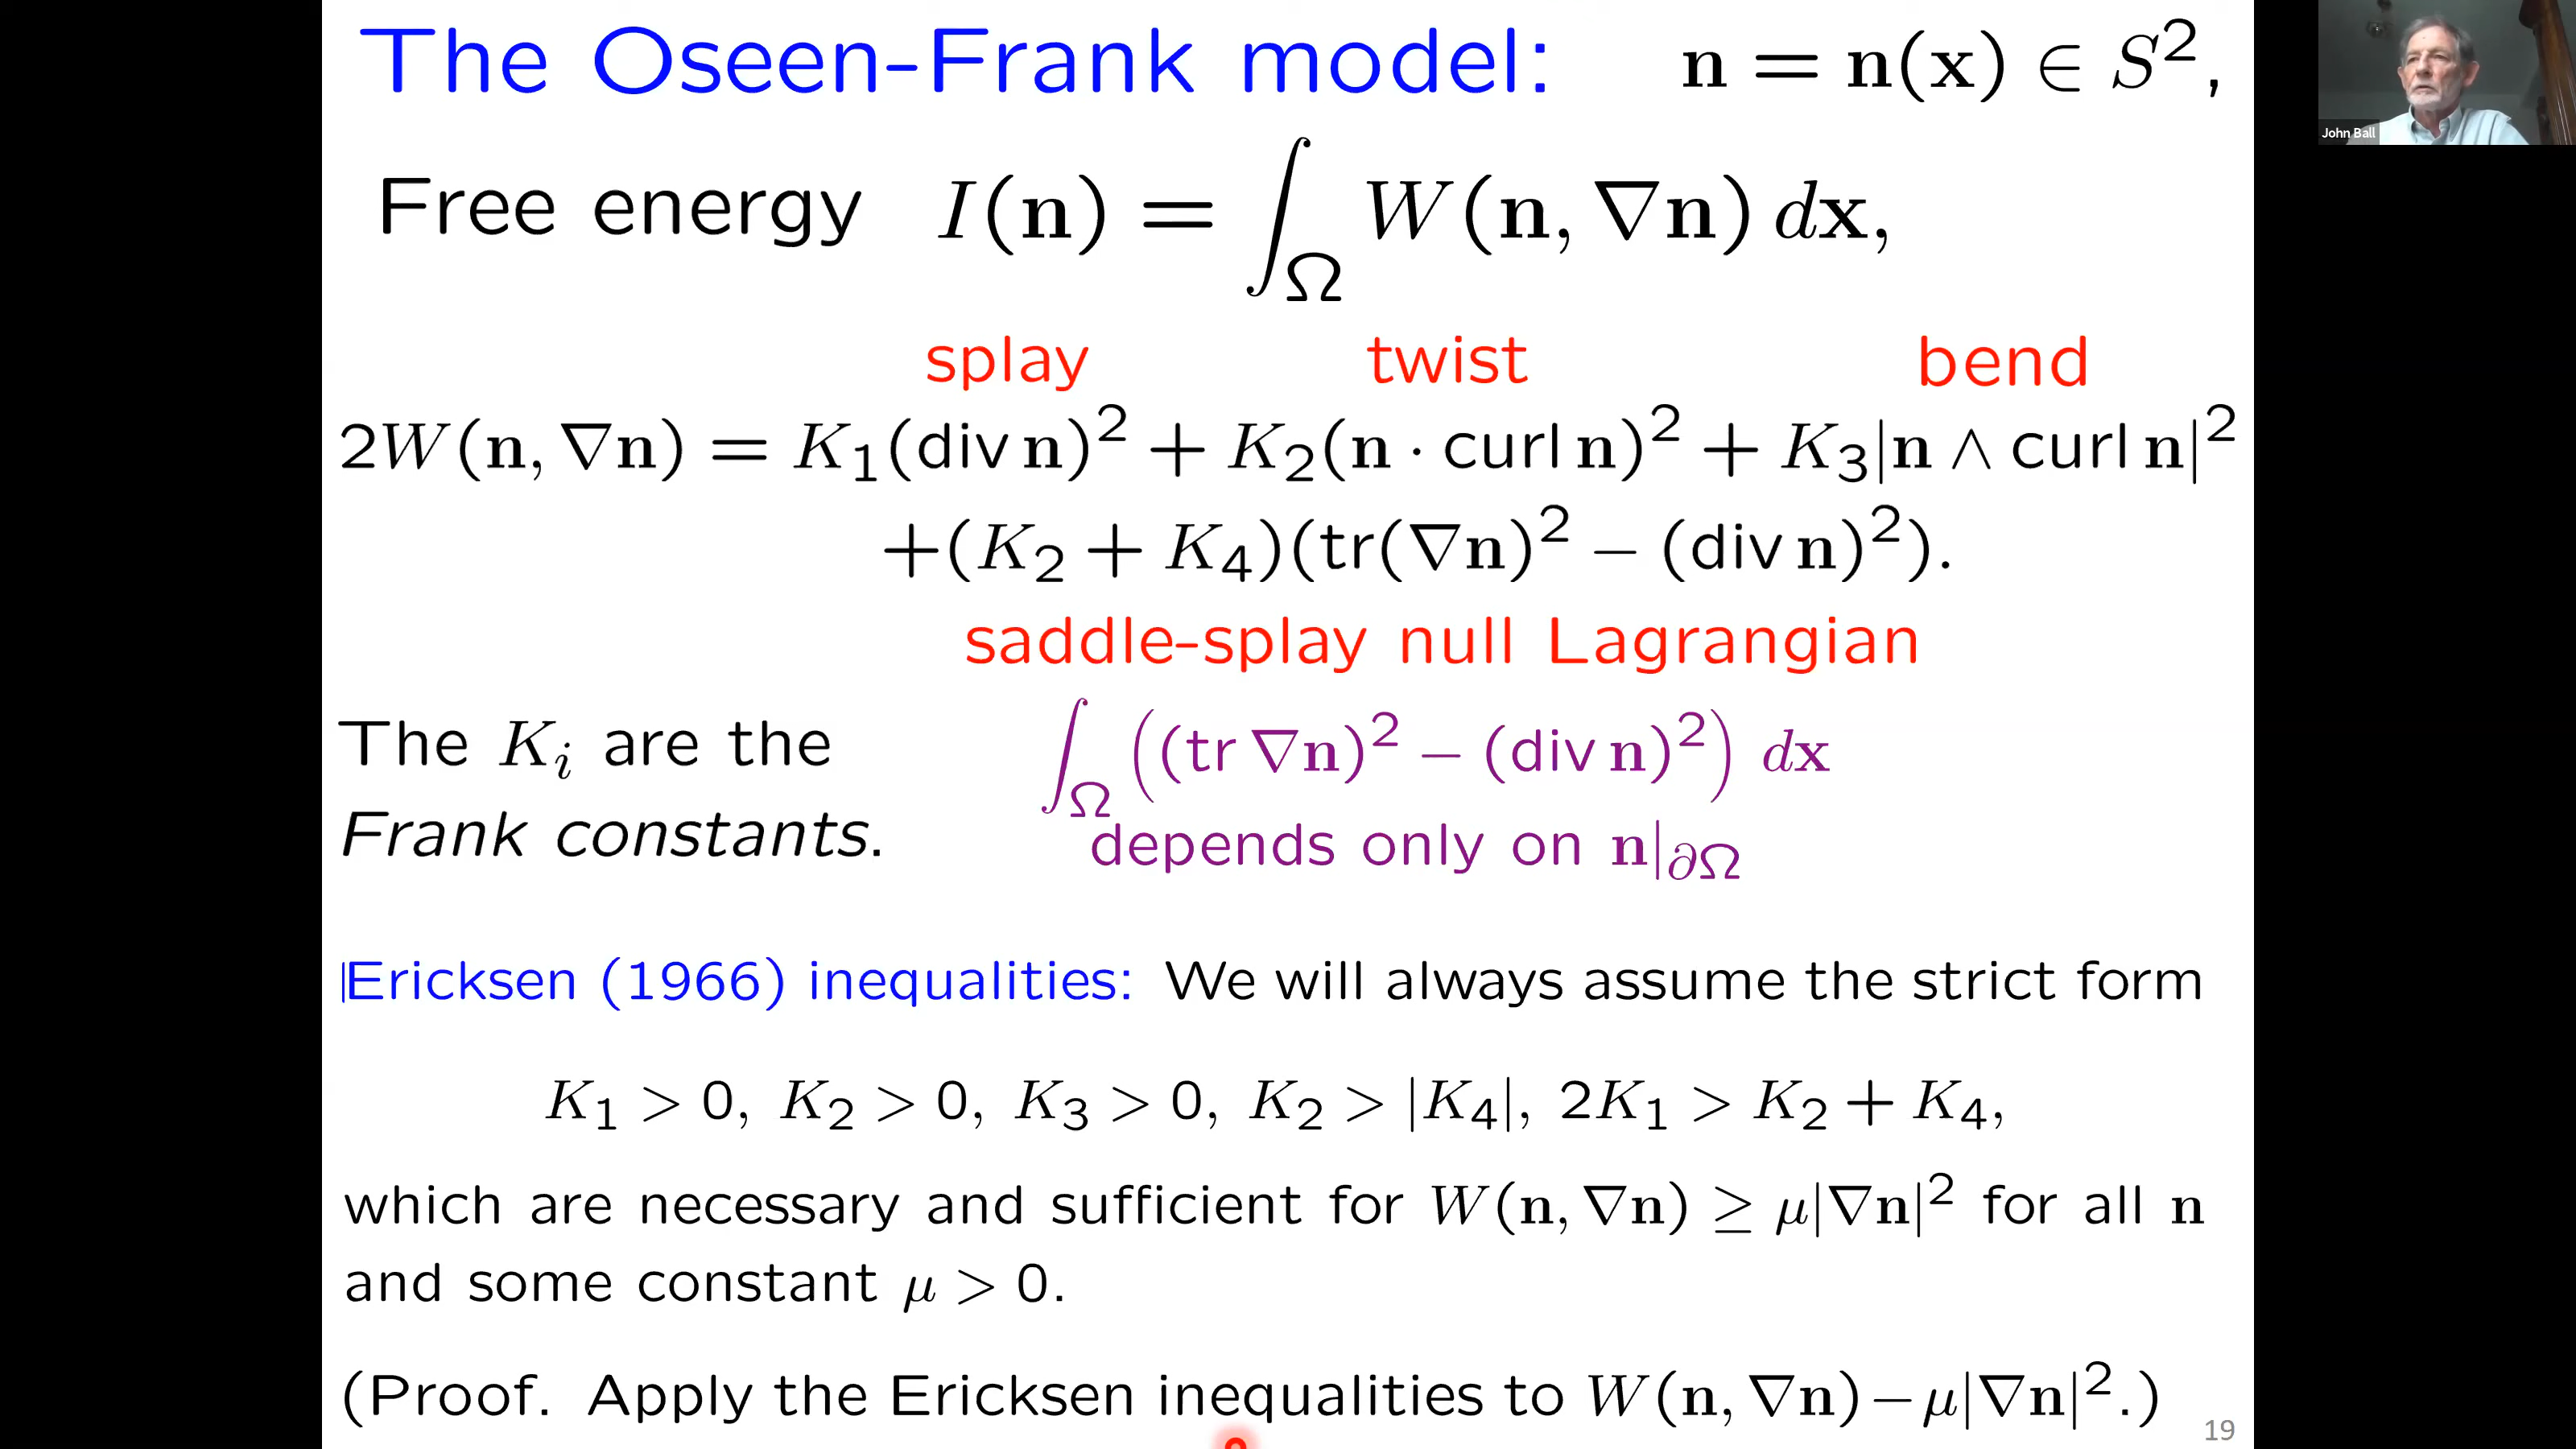 The Oseen-Frank model: n = n(x) ∈ S²,
John Ball
Free energy I(n) = ∫_Ω W(n, ∇n) dx,
splay twist bend
2W(n, ∇n) = K₁(div n)² + K₂(n · curl n)² + K₃|n ∧ curl n|²
+(K₂ + K₄)(tr(∇n)² − (div n)²).
saddle-splay null Lagrangian
The Kᵢ are the
Frank constants.
∫_Ω ((tr ∇n)² − (div n)²) dx
depends only on n|_∂Ω
Ericksen (1966) inequalities: We will always assume the strict form
K₁ > 0, K₂ > 0, K₃ > 0, K₂ > |K₄|, 2K₁ > K₂ + K₄,
which are necessary and sufficient for W(n, ∇n) ≥ μ|∇n|² for all n
and some constant μ > 0.
(Proof. Apply the Ericksen inequalities to W(n, ∇n)−μ|∇n|².)
19